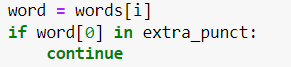 word = words[i]
if word[0] in extra_punct:
    continue